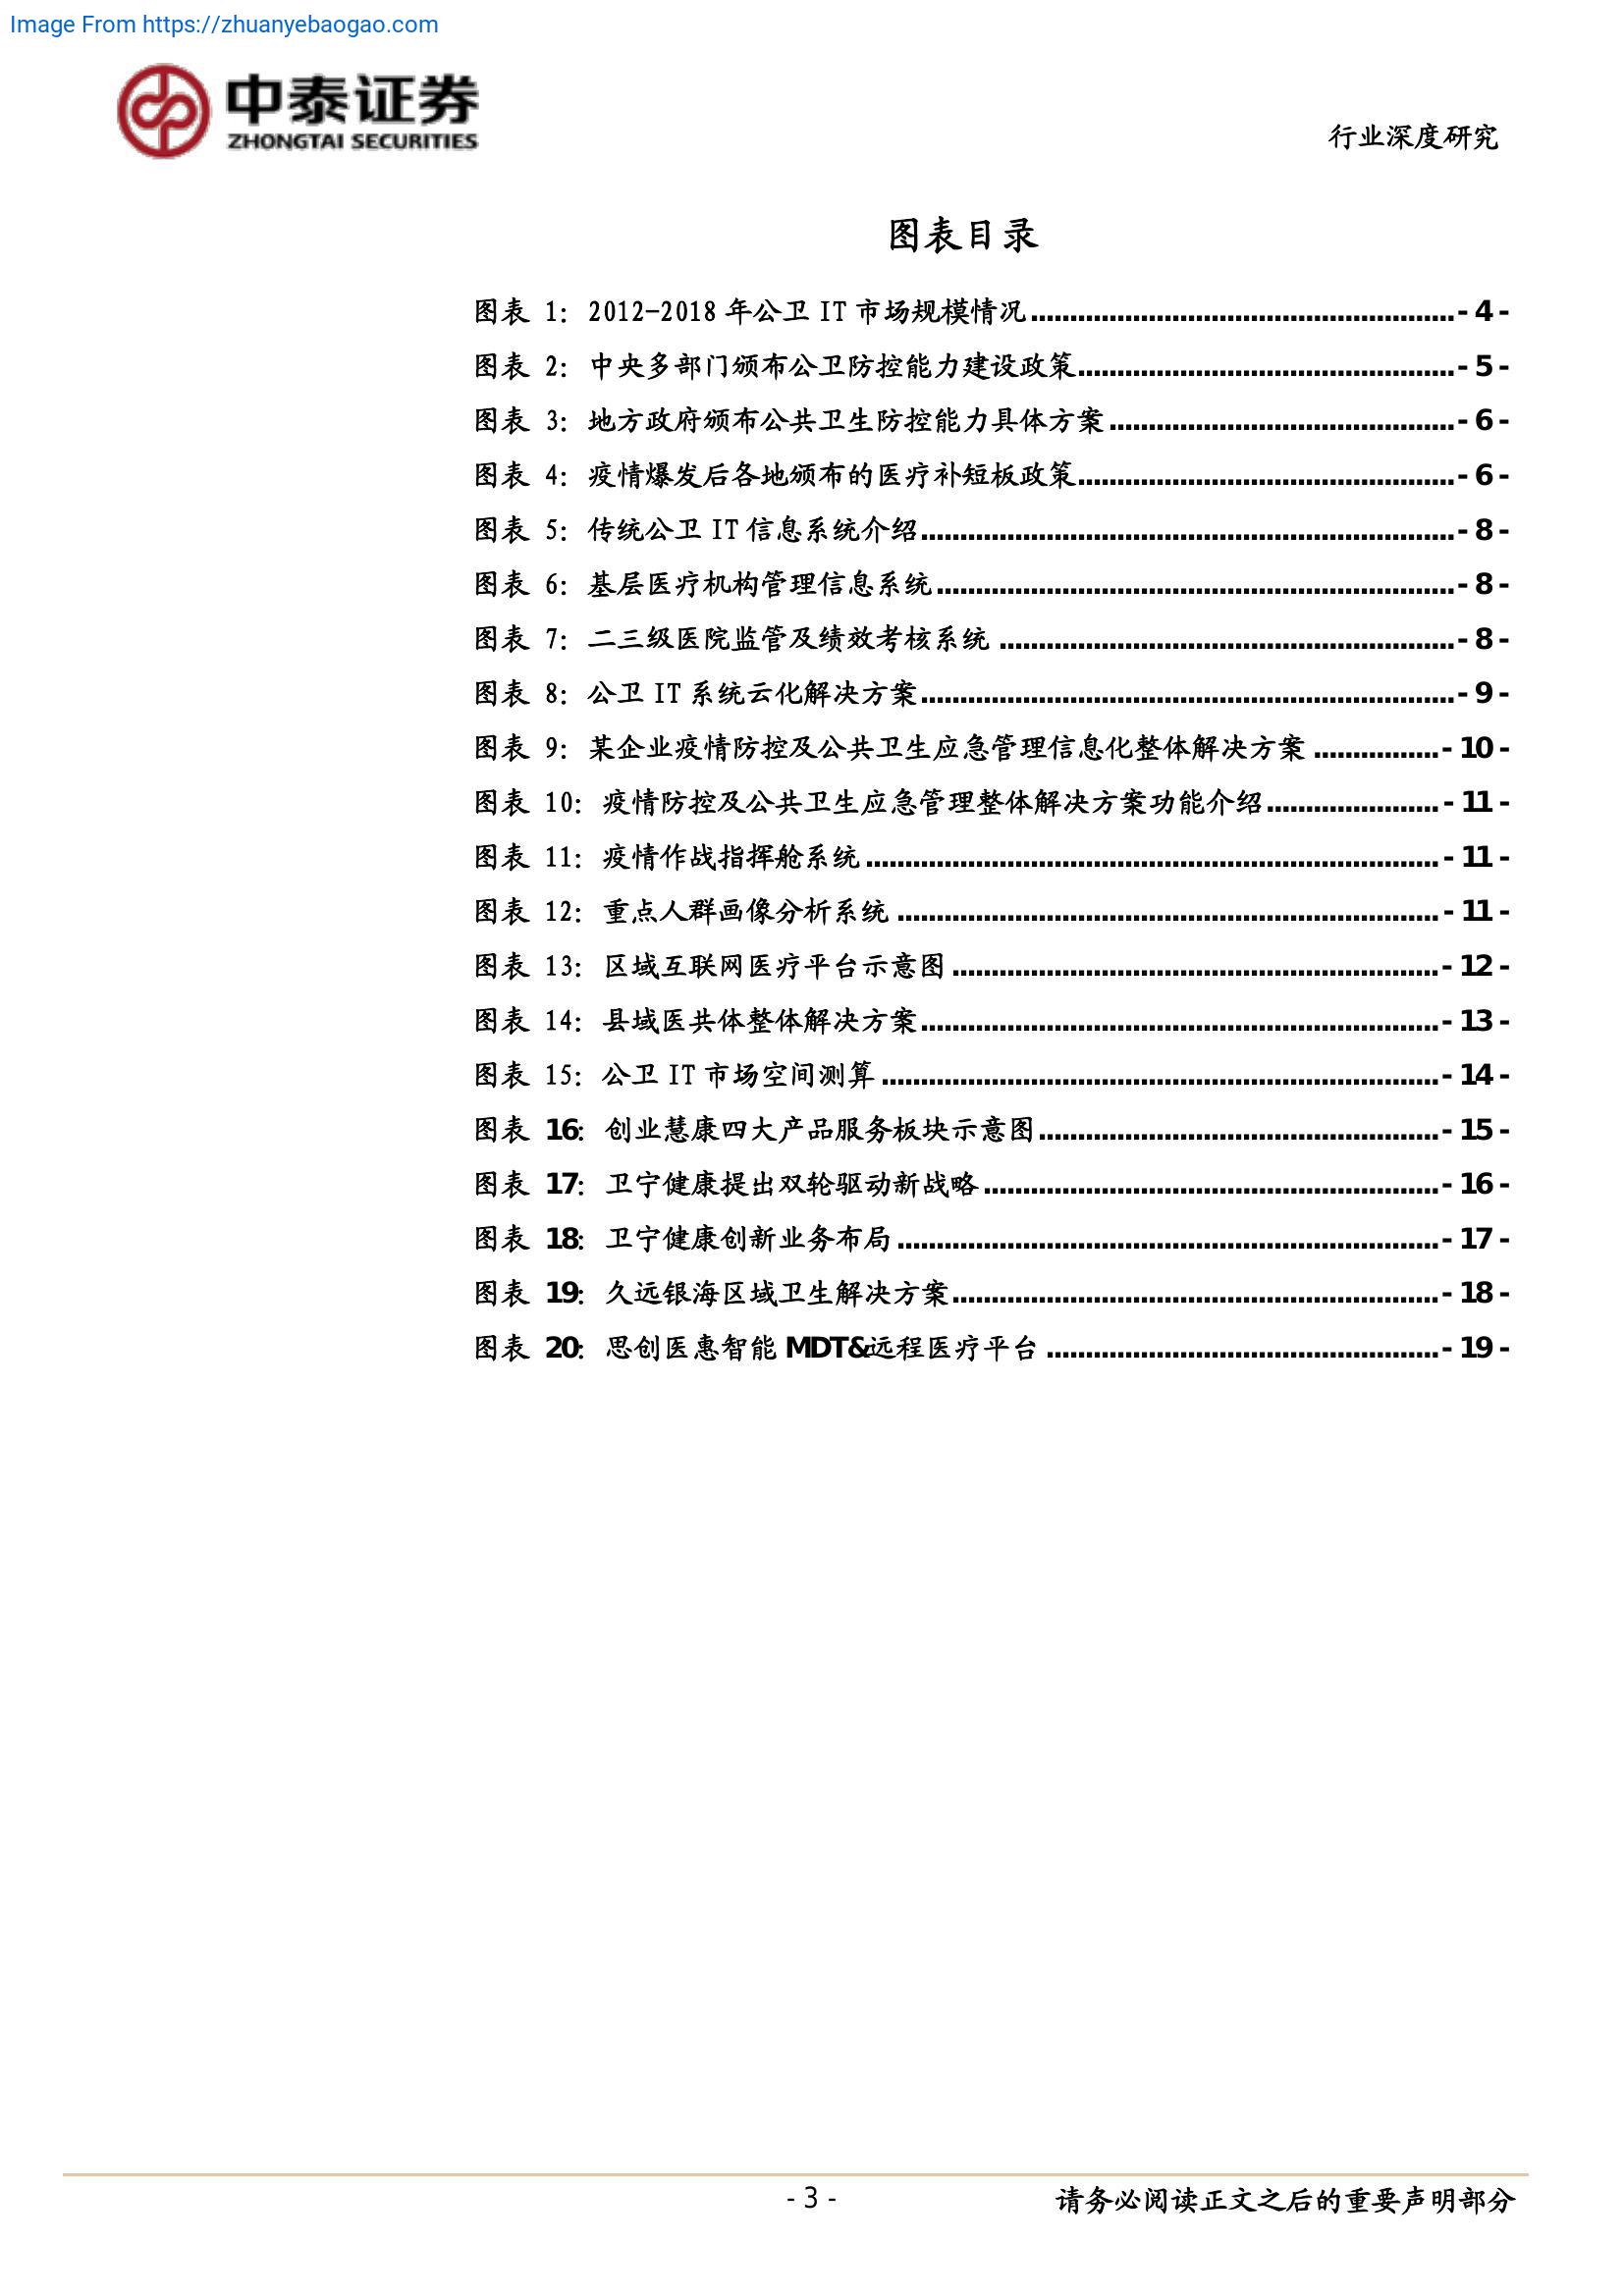 Image From https://zhuanyebaogao.com
中泰证券
ZHONGTAI SECURITIES
行业深度研究
图表目录
图表 1：2012-2018 年公卫 IT 市场规模情况......- 4 -
图表 2：中央多部门颁布公卫防控能力建设政策......- 5 -
图表 3：地方政府颁布公共卫生防控能力具体方案......- 6 -
图表 4：疫情爆发后各地颁布的医疗补短板政策......- 6 -
图表 5：传统公卫 IT 信息系统介绍......- 8 -
图表 6：基层医疗机构管理信息系统......- 8 -
图表 7：二三级医院监管及绩效考核系统......- 8 -
图表 8：公卫 IT 系统云化解决方案......- 9 -
图表 9：某企业疫情防控及公共卫生应急管理信息化整体解决方案......- 10 -
图表 10：疫情防控及公共卫生应急管理整体解决方案功能介绍......- 11 -
图表 11：疫情作战指挥舱系统......- 11 -
图表 12：重点人群画像分析系统......- 11 -
图表 13：区域互联网医疗平台示意图......- 12 -
图表 14：县域医共体整体解决方案......- 13 -
图表 15：公卫 IT 市场空间测算......- 14 -
图表 16：创业慧康四大产品服务板块示意图......- 15 -
图表 17：卫宁健康提出双轮驱动新战略......- 16 -
图表 18：卫宁健康创新业务布局......- 17 -
图表 19：久远银海区域卫生解决方案......- 18 -
图表 20：思创医惠智能 MDT&远程医疗平台......- 19 -
- 3 -
请务必阅读正文之后的重要声明部分